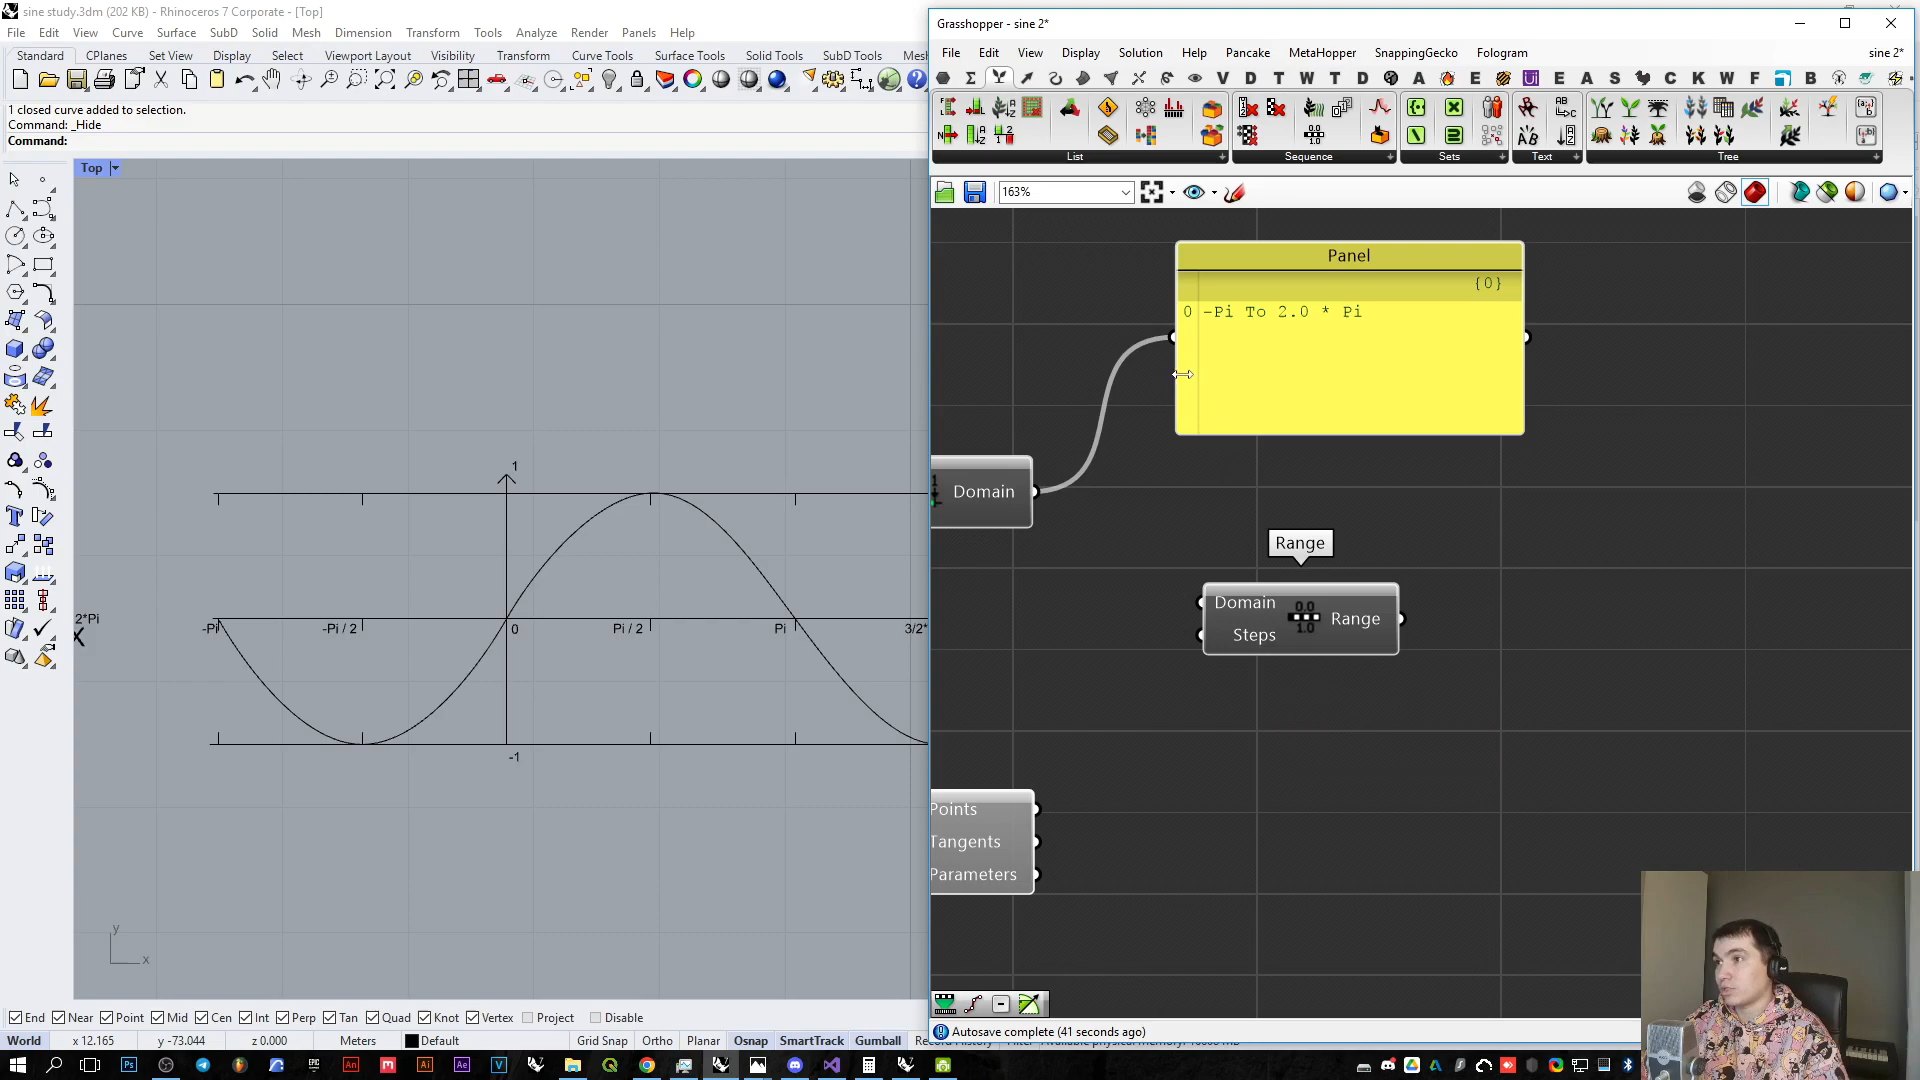 sine study.3dm (202 KB) - Rhinoceros 7 Corporate - [Top]
File Edit View Curve Surface SubD Solid Mesh Dimension Transform Tools Analyze Render Panels Help
Standard CPlanes Set View Display Select Viewport Layout Visibility Transform Curve Tools Surface Tools Solid Tools SubD Tools Mesh
1 closed curve added to selection.
Command: _Hide
Command:
Top
1
2*Pi
X
-Pi
-Pi / 2
0
Pi / 2
Pi
3/2*
-1
y
x
End Near Point Mid Cen Int Perp Tan Quad Knot Vertex Project Disable
World x 12.165 y -73.044 z 0.000 Meters Default Grid Snap Ortho Planar Osnap SmartTrack Gumball
Grasshopper - sine 2*
File Edit View Display Solution Help Pancake MetaHopper SnappingGecko Fologram sine 2*
V D T W T D A E E A S C K W F B
List Sequence Sets Text Tree
163%
Panel
{0}
0 -Pi To 2.0 * Pi
Domain
Range
Domain
Steps
Range
Points
Tangents
Parameters
Autosave complete (41 seconds ago)